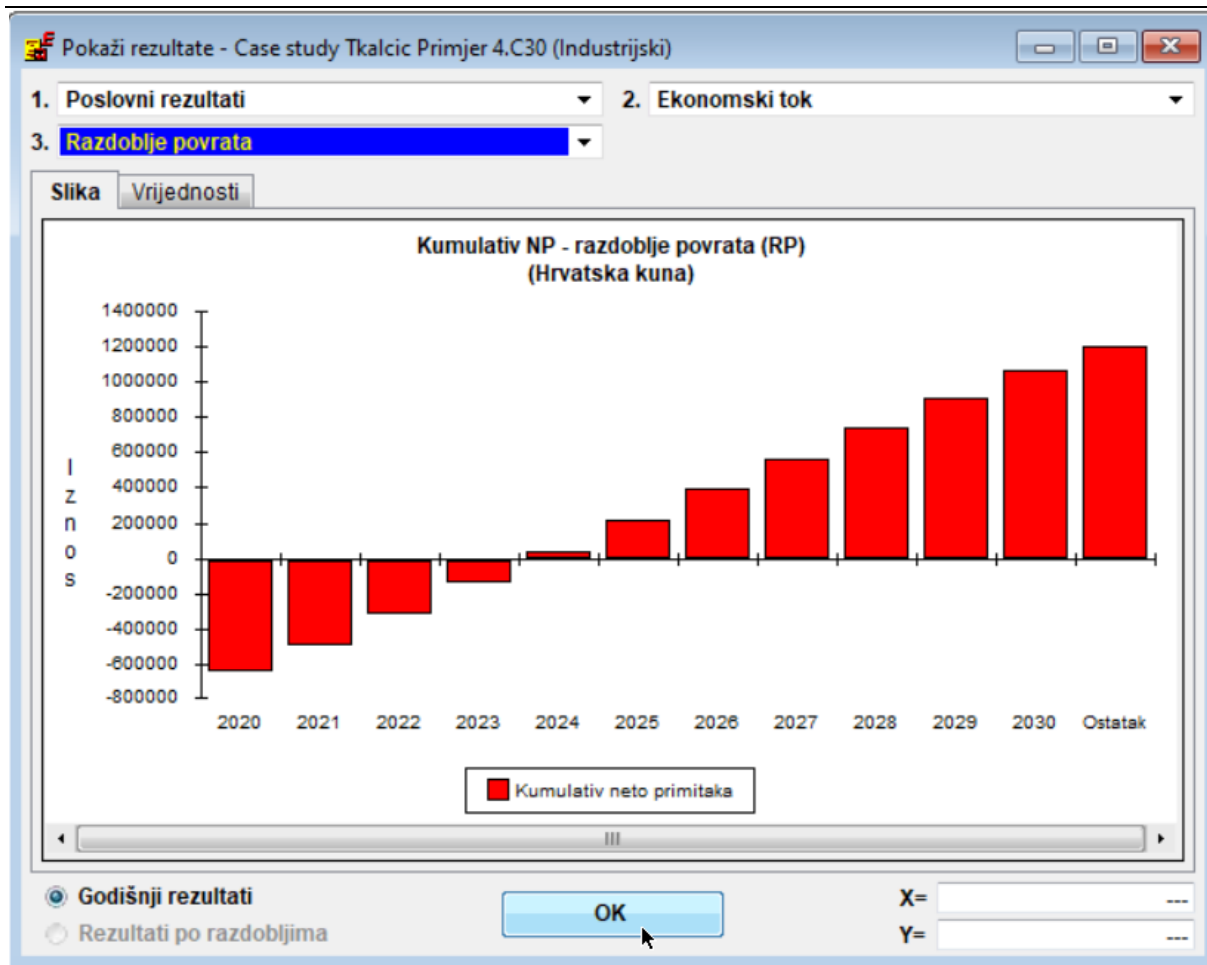 Pokaži rezultate - Case study Tkalcic Primjer 4.C30 (Industrijski)
1. Poslovni rezultati
2. Ekonomski tok
3. Razdoblje povrata
Slika Vrijednosti
Kumulativ NP - razdoblje povrata (RP)
(Hrvatska kuna)
Iznos
1400000
1200000
1000000
800000
600000
400000
200000
0
-200000
-400000
-600000
-800000
2020 2021 2022 2023 2024 2025 2026 2027 2028 2029 2030 Ostatak
Kumulativ neto primitaka
Godišnji rezultati
Rezultati po razdobljima
OK
X= ---
Y= ---